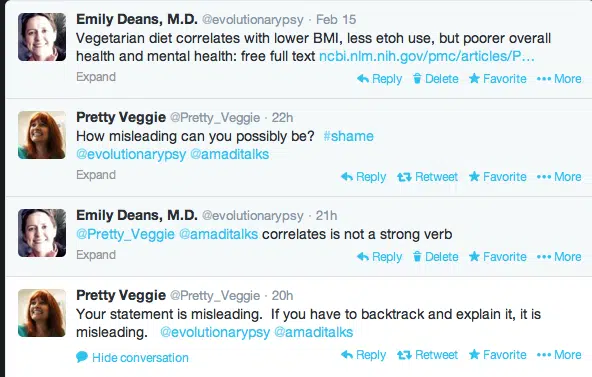 Emily Deans, M.D. @evolutionarypsy · Feb 15
Vegetarian diet correlates with lower BMI, less etoh use, but poorer overall
health and mental health: free full text ncbi.nlm.nih.gov/pmc/articles/P…
Expand
Reply Delete Favorite More
Pretty Veggie @Pretty_Veggie · 22h
How misleading can you possibly be? #shame
@evolutionarypsy @amaditalks
Expand
Reply Retweet Favorite More
Emily Deans, M.D. @evolutionarypsy · 21h
@Pretty_Veggie @amaditalks correlates is not a strong verb
Expand
Reply Delete Favorite More
Pretty Veggie @Pretty_Veggie · 20h
Your statement is misleading. If you have to backtrack and explain it, it is
misleading. @evolutionarypsy @amaditalks
Hide conversation
Reply Retweet Favorite More